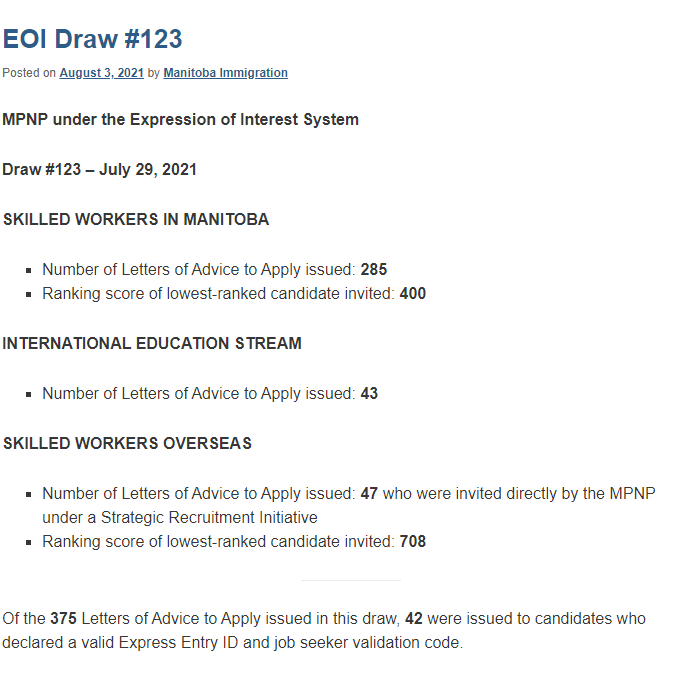 EOI Draw #123
Posted on August 3, 2021 by Manitoba Immigration
MPNP under the Expression of Interest System
Draw #123 – July 29, 2021
SKILLED WORKERS IN MANITOBA
Number of Letters of Advice to Apply issued: 285
Ranking score of lowest-ranked candidate invited: 400
INTERNATIONAL EDUCATION STREAM
Number of Letters of Advice to Apply issued: 43
SKILLED WORKERS OVERSEAS
Number of Letters of Advice to Apply issued: 47 who were invited directly by the MPNP
under a Strategic Recruitment Initiative
Ranking score of lowest-ranked candidate invited: 708
Of the 375 Letters of Advice to Apply issued in this draw, 42 were issued to candidates who
declared a valid Express Entry ID and job seeker validation code.